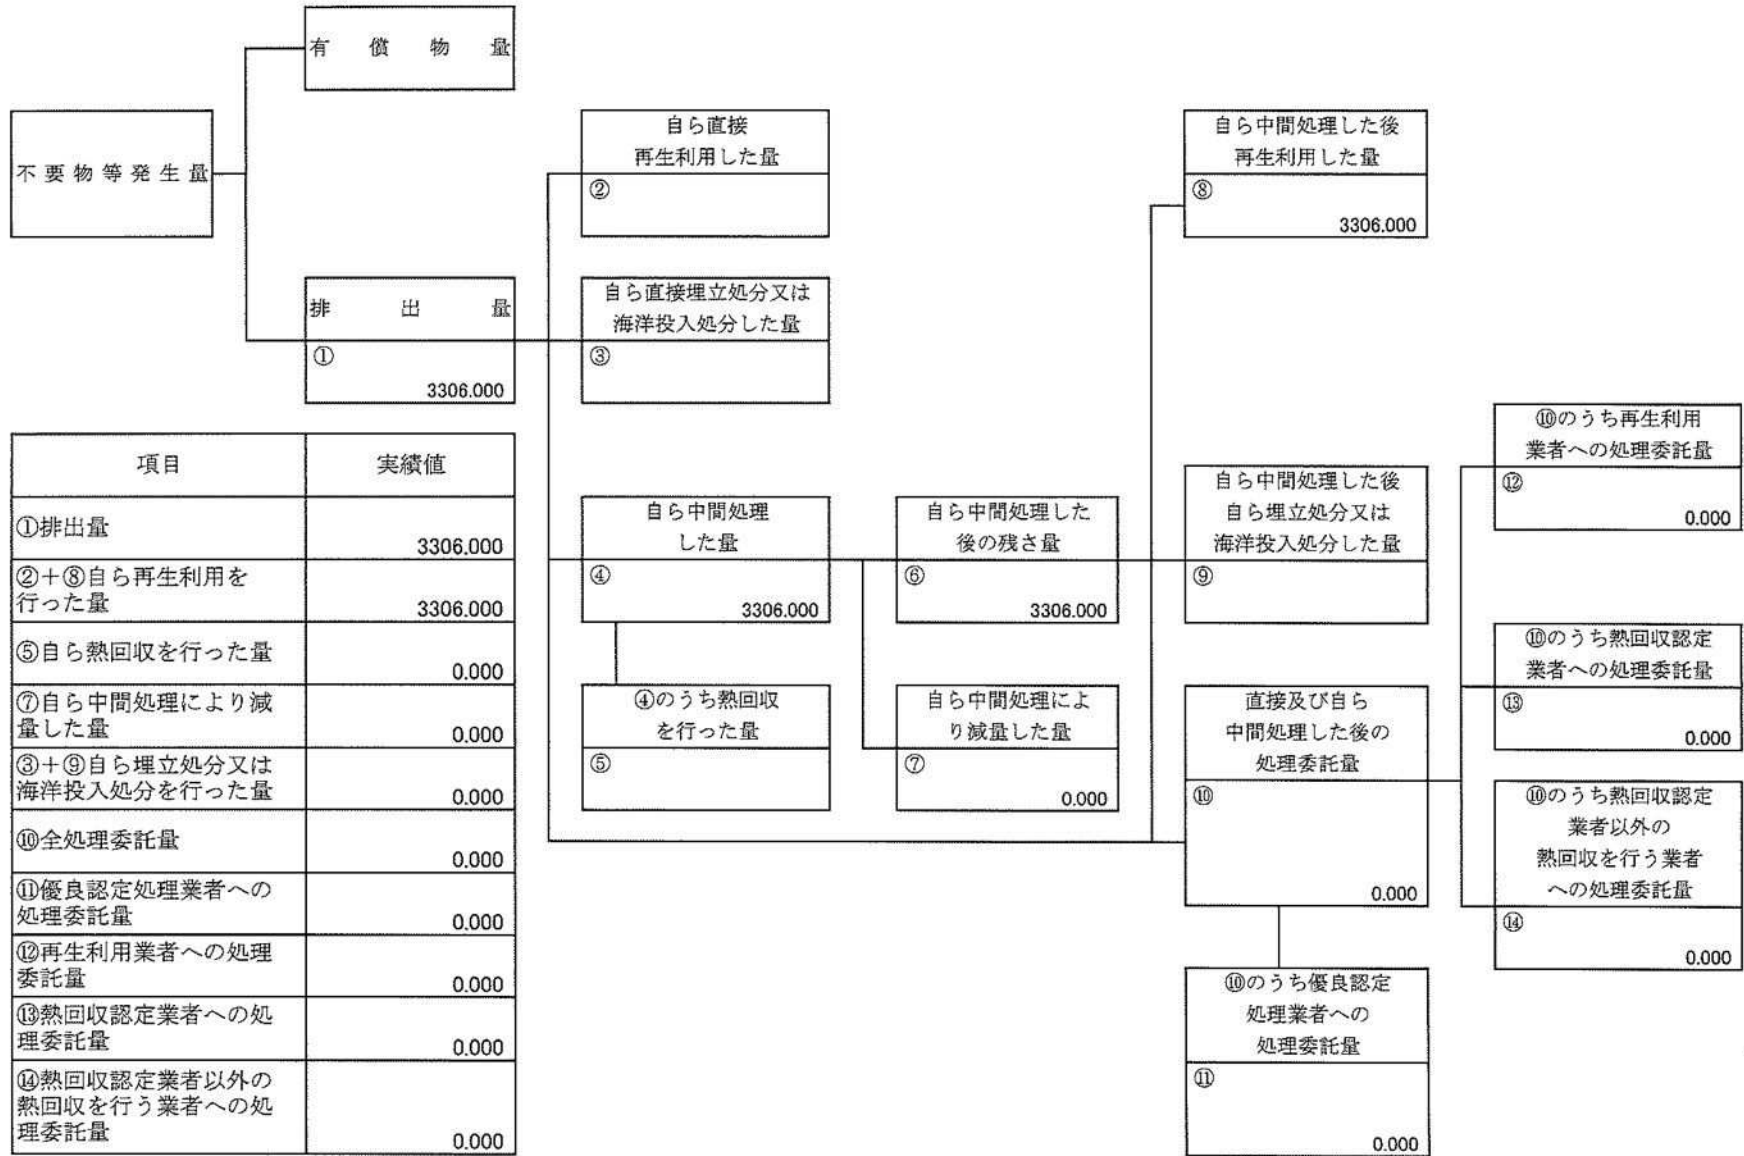 有償物量
不要物等発生量
自ら直接
再生利用した量
②
自ら中間処理した後
再生利用した量
⑧
3306.000
排出量
①
3306.000
自ら直接埋立処分又は
海洋投入処分した量
③
項目 実績値
①排出量 3306.000
②+⑧自ら再生利用を
行った量 3306.000
⑤自ら熱回収を行った量 0.000
⑦自ら中間処理により減
量した量 0.000
③+⑨自ら埋立処分又は
海洋投入処分を行った量 0.000
⑩全処理委託量 0.000
⑪優良認定処理業者への
処理委託量 0.000
⑫再生利用業者への処理
委託量 0.000
⑬熱回収認定業者への処
理委託量 0.000
⑭熱回収認定業者以外の
熱回収を行う業者への処
理委託量 0.000
自ら中間処理
した量
④
3306.000
④のうち熱回収
を行った量
⑤
自ら中間処理した
後の残さ量
⑥
3306.000
自ら中間処理によ
り減量した量
⑦
0.000
自ら中間処理した後
自ら埋立処分又は
海洋投入処分した量
⑨
直接及び自ら
中間処理した後の
処理委託量
⑩
0.000
⑩のうち優良認定
処理業者への
処理委託量
⑪
0.000
⑩のうち再生利用
業者への処理委託量
⑫
0.000
⑩のうち熱回収認定
業者への処理委託量
⑬
0.000
⑩のうち熱回収認定
業者以外の
熱回収を行う業者
への処理委託量
⑭
0.000